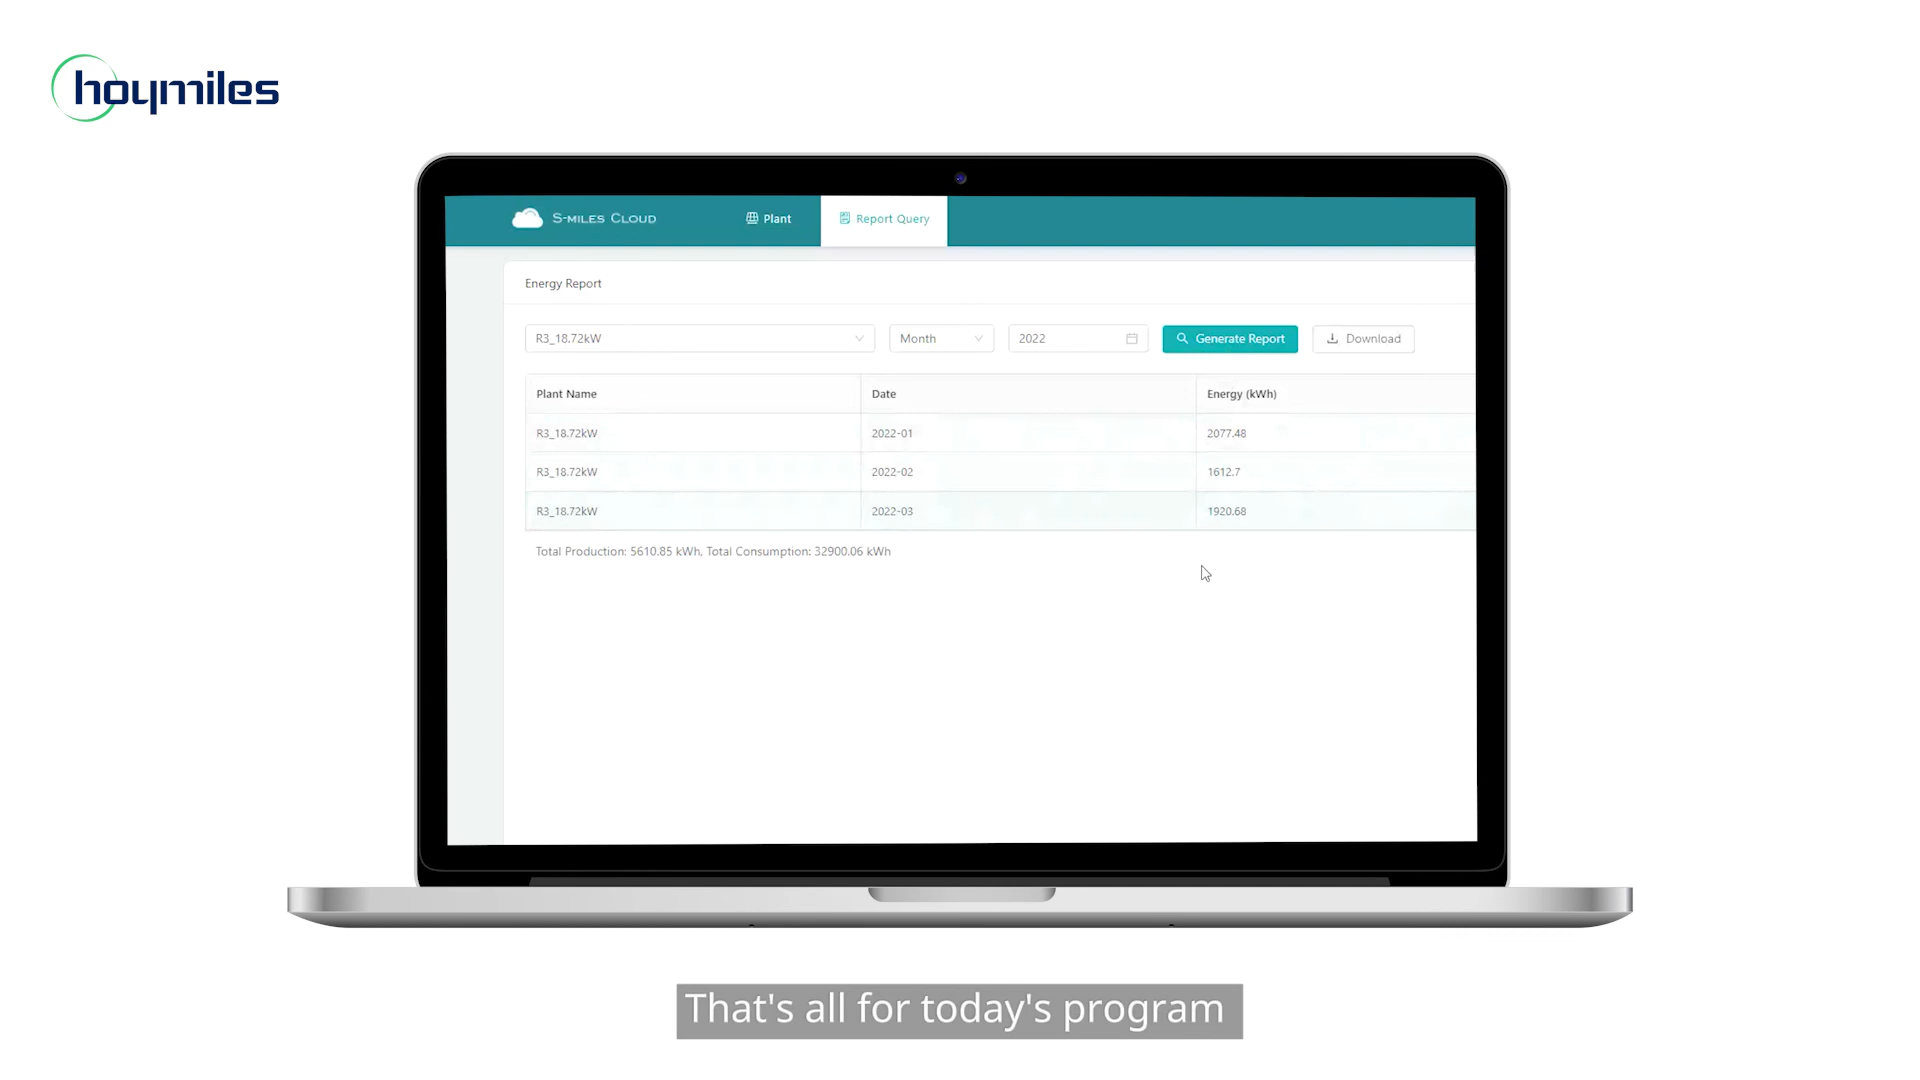 hoymiles
S-MILES CLOUD
Plant
Report Query
Energy Report
R3_18.72kW
Month
2022
Generate Report
Download
Plant Name Date Energy (kWh)
R3_18.72kW 2022-01 2077.48
R3_18.72kW 2022-02 1612.7
R3_18.72kW 2022-03 1920.68
Total Production: 5610.85 kWh, Total Consumption: 32900.06 kWh
That's all for today's program